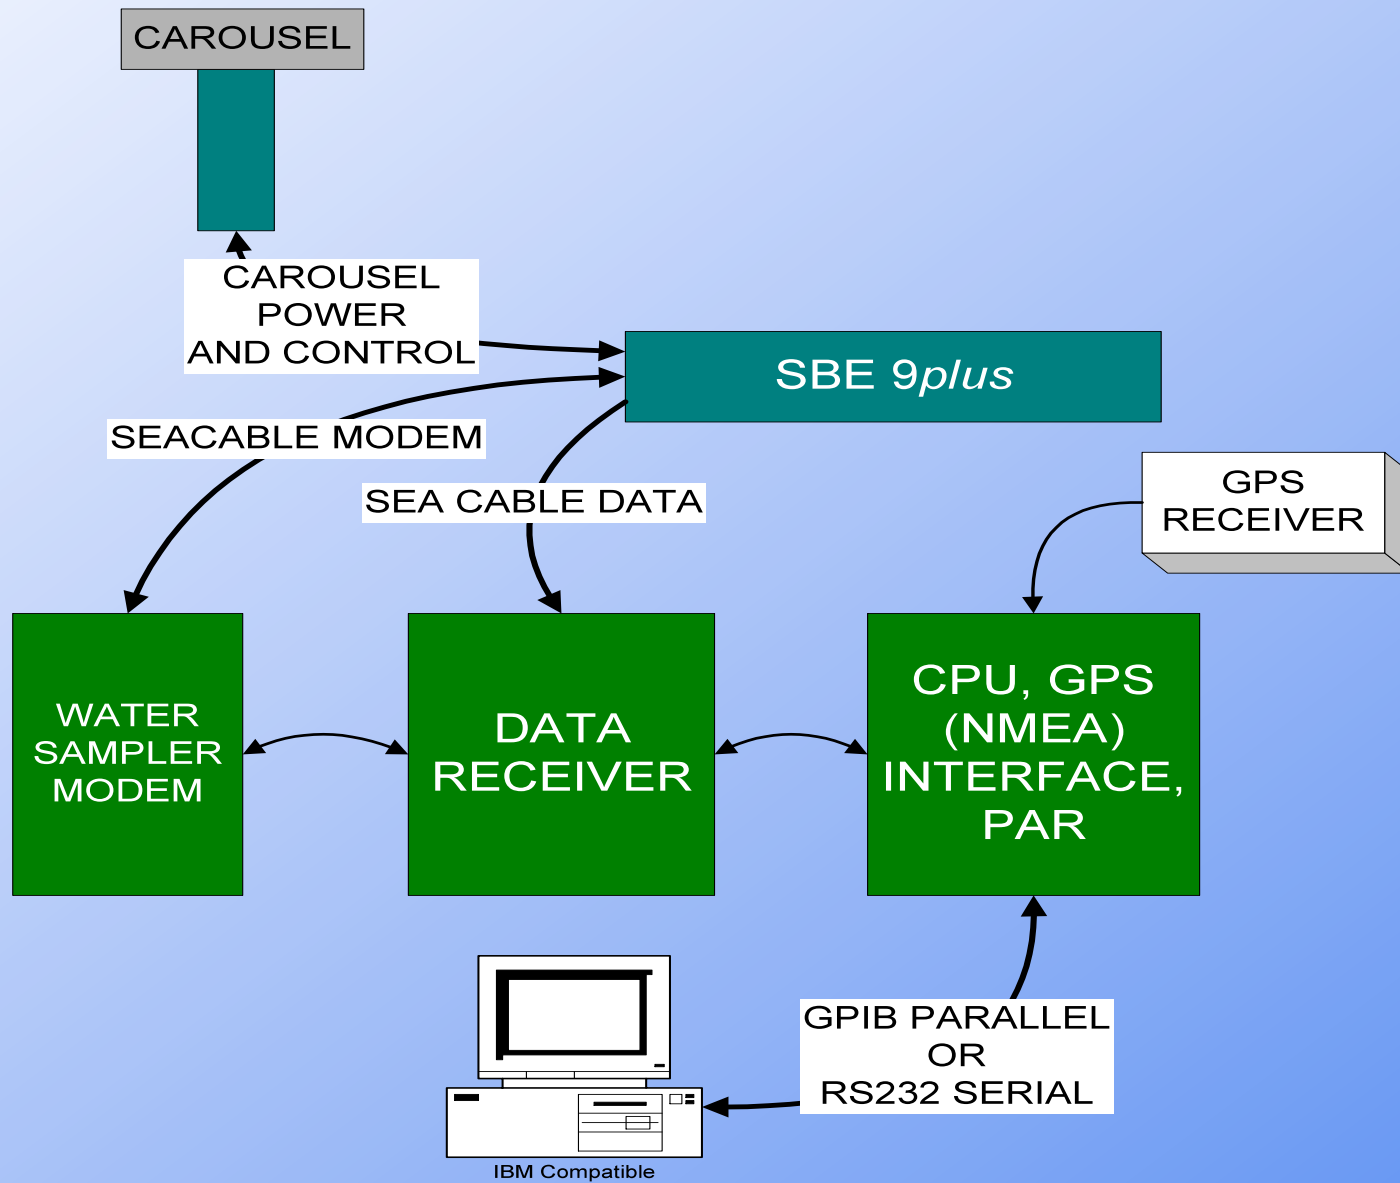 CAROUSEL
CAROUSEL
POWER
AND CONTROL
SBE 9plus
SEACABLE MODEM
SEA CABLE DATA
GPS
RECEIVER
WATER
SAMPLER
MODEM
DATA
RECEIVER
CPU, GPS
(NMEA)
INTERFACE,
PAR
GPIB PARALLEL
OR
RS232 SERIAL
IBM Compatible